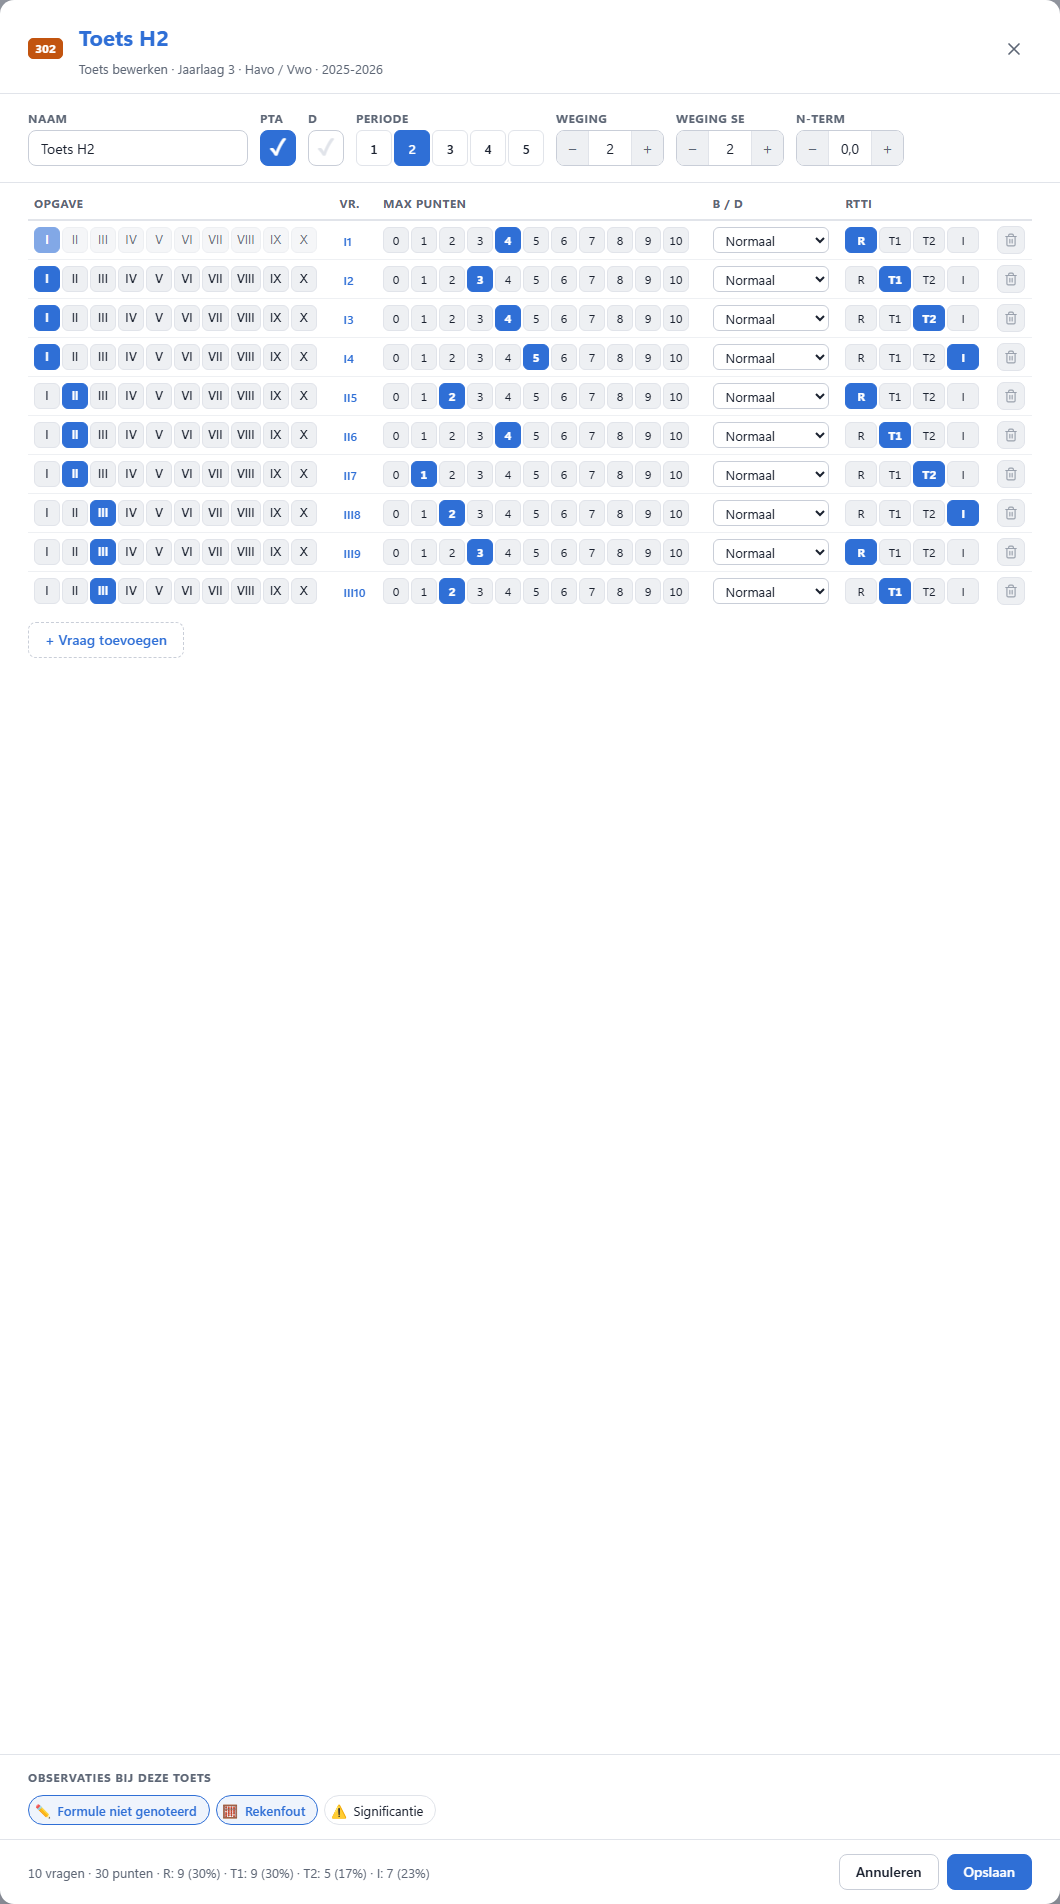 302 Toets H2
Toets bewerken · Jaarlaag 3 · Havo / Vwo · 2025-2026
NAAM PTA D PERIODE WEGING WEGING SE N-TERM
Toets H2 1 2 3 4 5 − 2 + − 2 + − 0,0 +
OPGAVE VR. MAX PUNTEN B / D RTTI
I II III IV V VI VII VIII IX X I1 0 1 2 3 4 5 6 7 8 9 10 Normaal R T1 T2 I
I II III IV V VI VII VIII IX X I2 0 1 2 3 4 5 6 7 8 9 10 Normaal R T1 T2 I
I II III IV V VI VII VIII IX X I3 0 1 2 3 4 5 6 7 8 9 10 Normaal R T1 T2 I
I II III IV V VI VII VIII IX X I4 0 1 2 3 4 5 6 7 8 9 10 Normaal R T1 T2 I
I II III IV V VI VII VIII IX X II5 0 1 2 3 4 5 6 7 8 9 10 Normaal R T1 T2 I
I II III IV V VI VII VIII IX X II6 0 1 2 3 4 5 6 7 8 9 10 Normaal R T1 T2 I
I II III IV V VI VII VIII IX X II7 0 1 2 3 4 5 6 7 8 9 10 Normaal R T1 T2 I
I II III IV V VI VII VIII IX X III8 0 1 2 3 4 5 6 7 8 9 10 Normaal R T1 T2 I
I II III IV V VI VII VIII IX X III9 0 1 2 3 4 5 6 7 8 9 10 Normaal R T1 T2 I
I II III IV V VI VII VIII IX X III10 0 1 2 3 4 5 6 7 8 9 10 Normaal R T1 T2 I
+ Vraag toevoegen
OBSERVATIES BIJ DEZE TOETS
Formule niet genoteerd Rekenfout Significantie
10 vragen · 30 punten · R: 9 (30%) · T1: 9 (30%) · T2: 5 (17%) · I: 7 (23%) Annuleren Opslaan